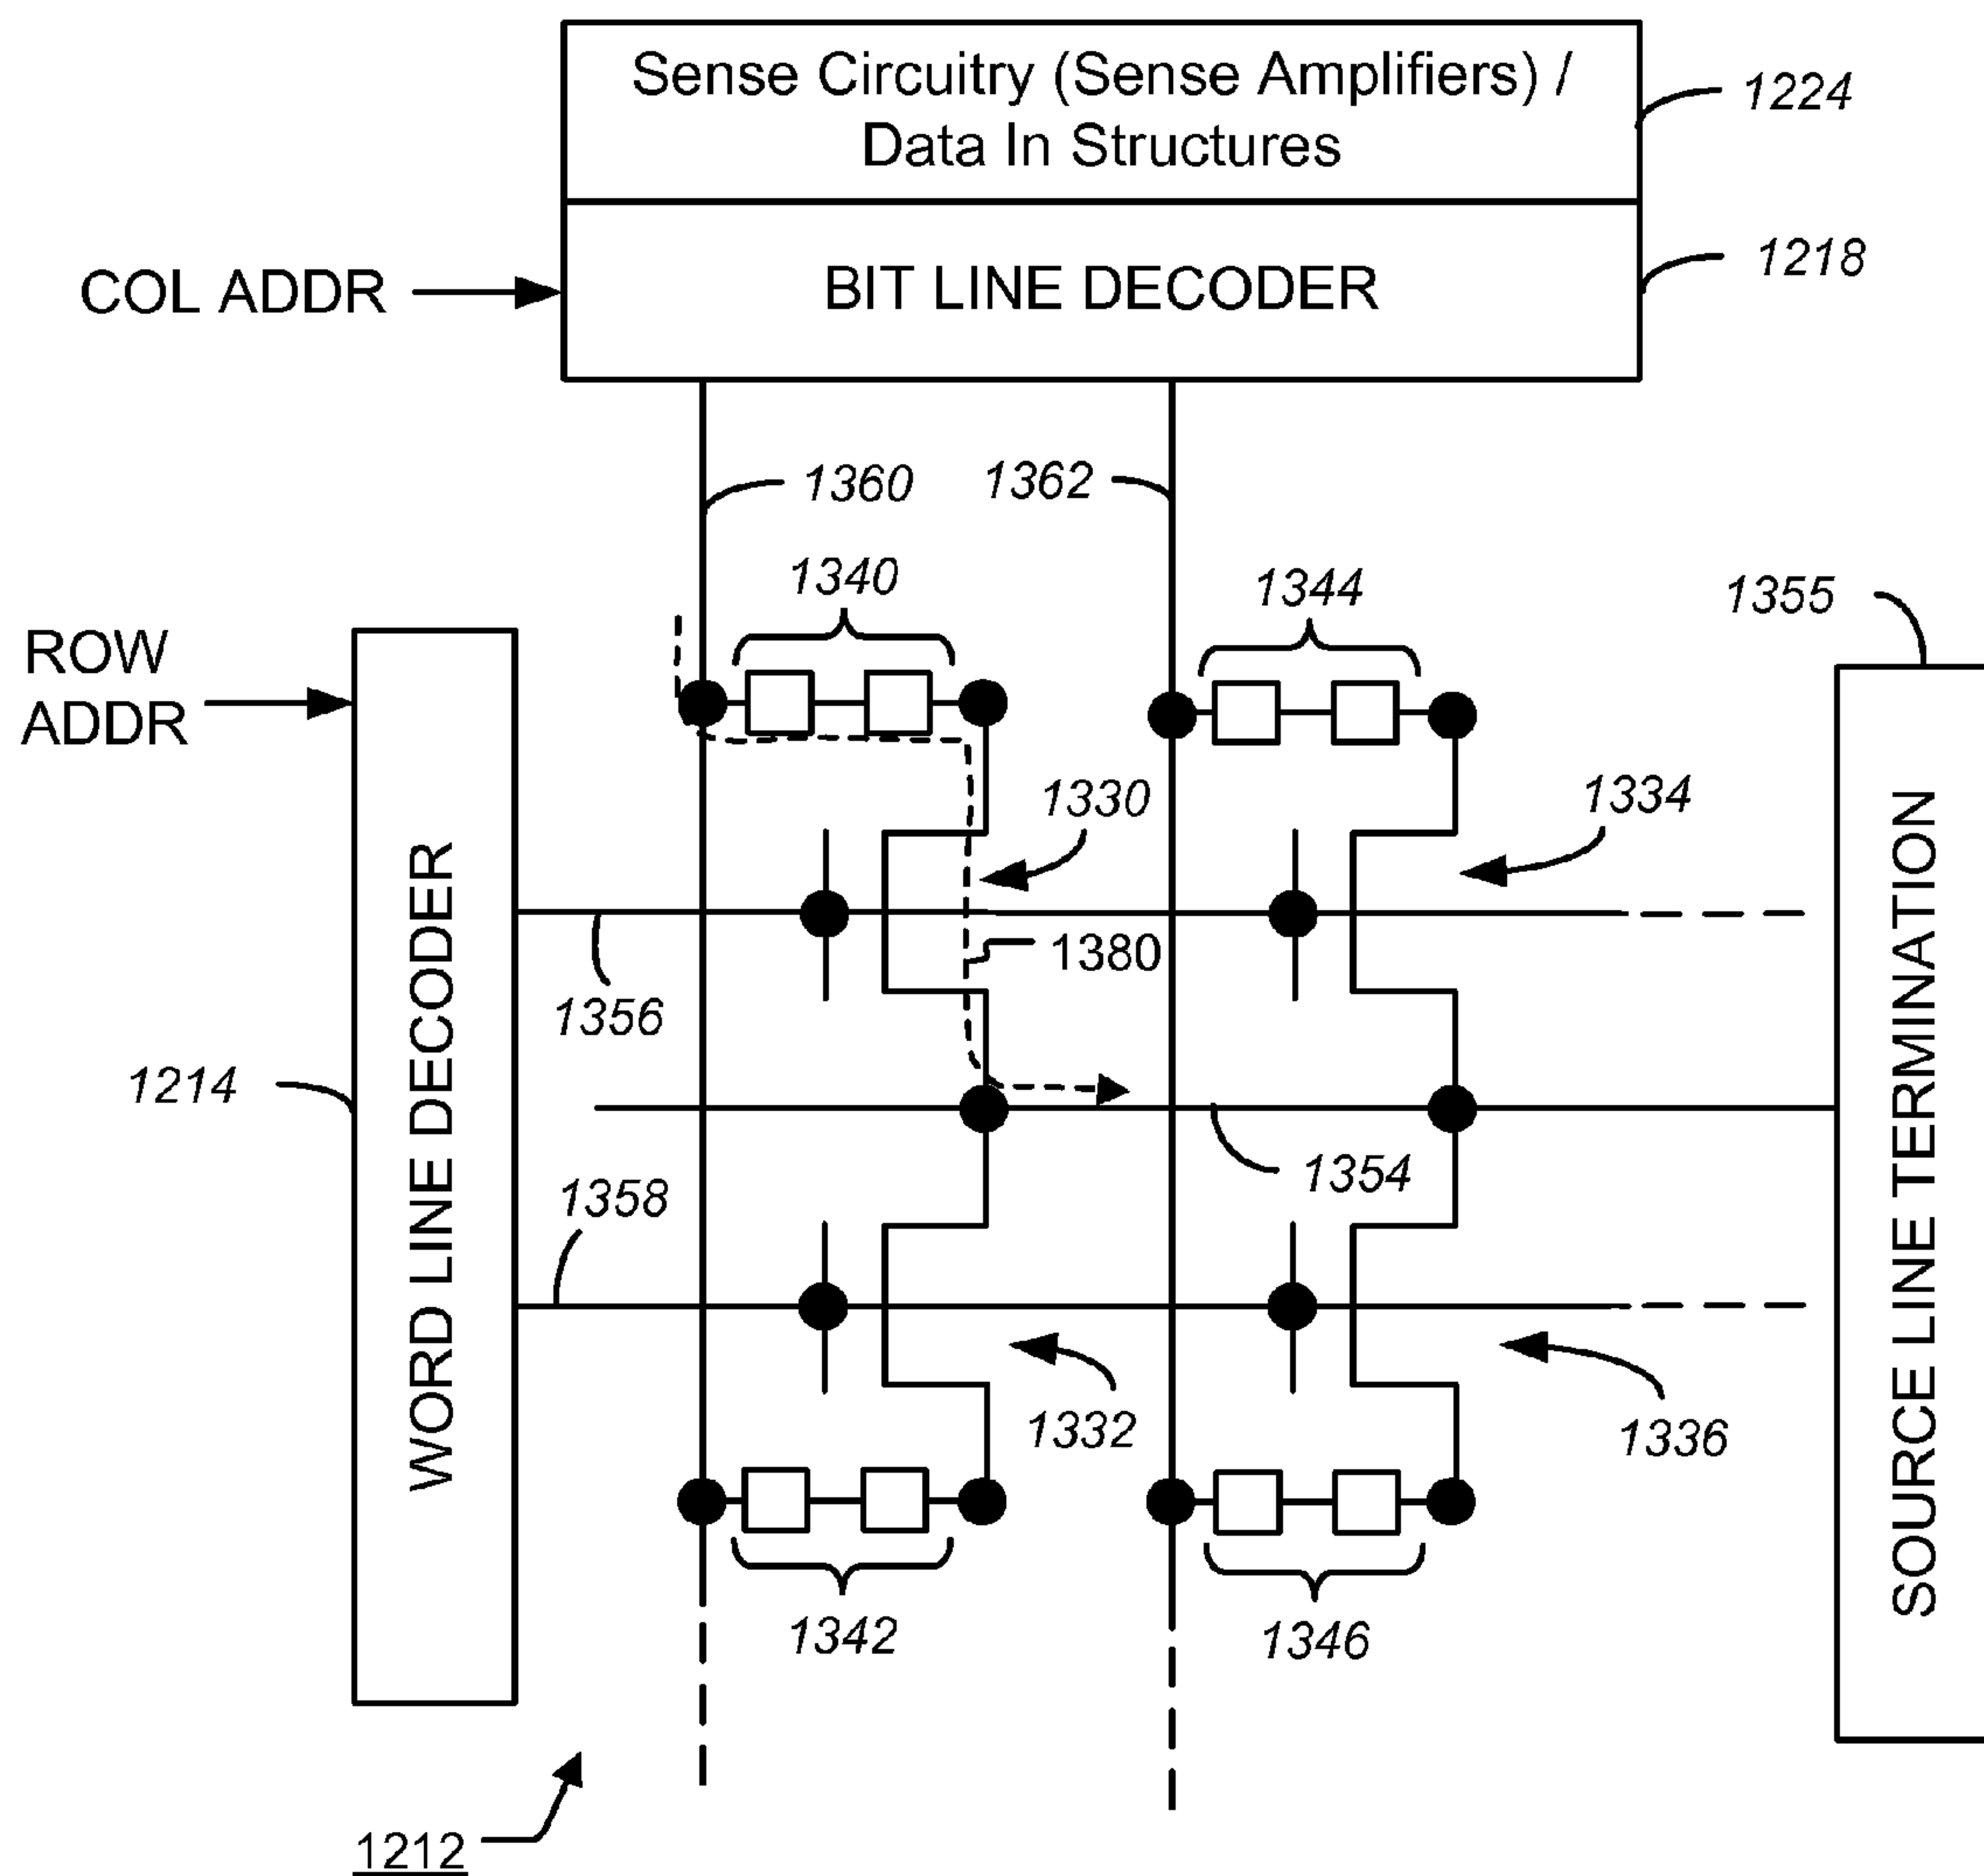 Sense Circuitry (Sense Amplifiers) /
Data In Structures
1224
BIT LINE DECODER
1218
COL ADDR
1360
1362
1340
1344
1355
ROW
ADDR
1330
1334
WORD LINE DECODER
1380
1356
1214
1354
1358
SOURCE LINE TERMINATION
1332
1336
1342
1346
1212